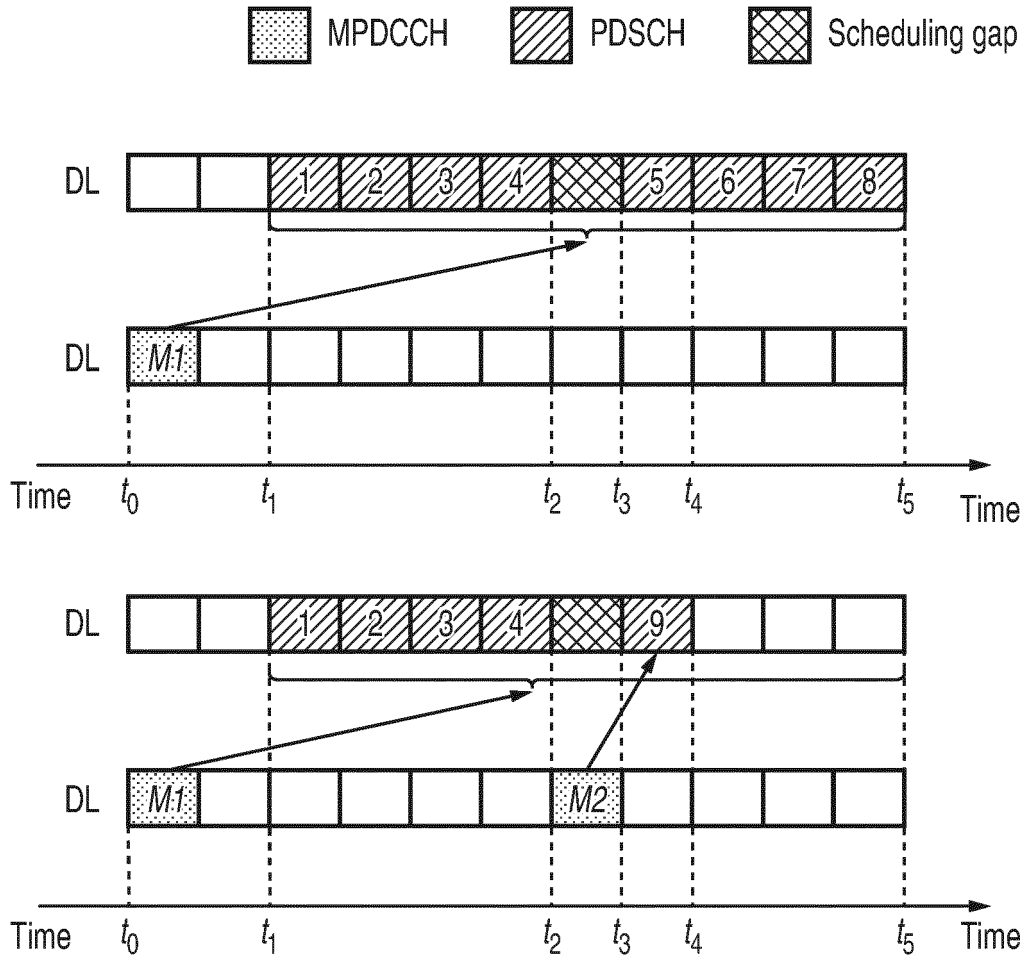 MPDCCH PDSCH Scheduling gap
DL 1 2 3 4 5 6 7 8
DL M1
Time t0 t1 t2 t3 t4 t5 Time
DL 1 2 3 4 9
DL M1 M2
Time t0 t1 t2 t3 t4 t5 Time